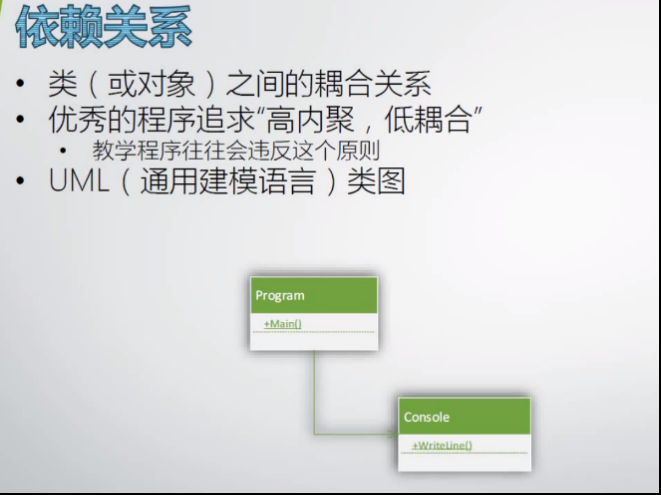 依赖关系
• 类（或对象）之间的耦合关系
• 优秀的程序追求“高内聚，低耦合”
• 教学程序往往会违反这个原则
• UML（通用建模语言）类图
Program
+Main()
Console
+WriteLine()